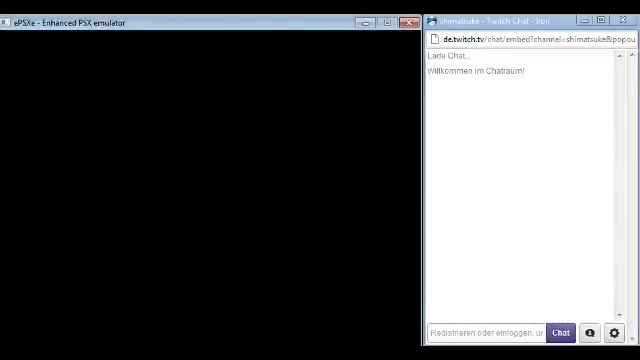 ePSXe - Enhanced PSX emulator
shimatsuke - Twitch Chat - Iron
de.twitch.tv/chat/embed?channel=shimatsuke&popou
Lade Chat...
Willkommen im Chatraum!
Registrieren oder einloggen, ur
Chat